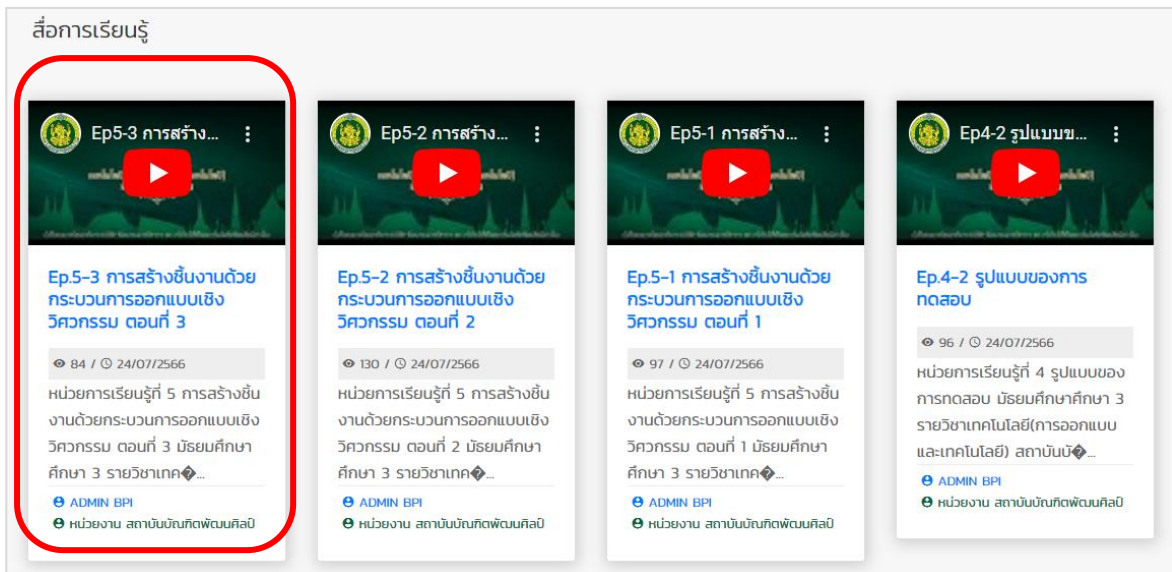 สื่อการเรียนรู้
Ep5-3 การสร้าง...
Ep.5-3 การสร้างชิ้นงานด้วย
กระบวนการออกแบบเชิง
วิศวกรรม ตอนที่ 3
84 / 24/07/2566
หน่วยการเรียนรู้ที่ 5 การสร้างชิ้น
งานด้วยกระบวนการออกแบบเชิง
วิศวกรรม ตอนที่ 3 มัธยมศึกษา
ศึกษา 3 รายวิชาเทค�...
ADMIN BPI
หน่วยงาน สถาบันบัณฑิตพัฒนศิลป์
Ep5-2 การสร้าง...
Ep.5-2 การสร้างชิ้นงานด้วย
กระบวนการออกแบบเชิง
วิศวกรรม ตอนที่ 2
130 / 24/07/2566
หน่วยการเรียนรู้ที่ 5 การสร้างชิ้น
งานด้วยกระบวนการออกแบบเชิง
วิศวกรรม ตอนที่ 2 มัธยมศึกษา
ศึกษา 3 รายวิชาเทค�...
ADMIN BPI
หน่วยงาน สถาบันบัณฑิตพัฒนศิลป์
Ep5-1 การสร้าง...
Ep.5-1 การสร้างชิ้นงานด้วย
กระบวนการออกแบบเชิง
วิศวกรรม ตอนที่ 1
97 / 24/07/2566
หน่วยการเรียนรู้ที่ 5 การสร้างชิ้น
งานด้วยกระบวนการออกแบบเชิง
วิศวกรรม ตอนที่ 1 มัธยมศึกษา
ศึกษา 3 รายวิชาเทค�...
ADMIN BPI
หน่วยงาน สถาบันบัณฑิตพัฒนศิลป์
Ep4-2 รูปแบบข...
Ep.4-2 รูปแบบของการ
ทดสอบ
96 / 24/07/2566
หน่วยการเรียนรู้ที่ 4 รูปแบบของ
การทดสอบ มัธยมศึกษาศึกษา 3
รายวิชาเทคโนโลยี(การออกแบบ
และเทคโนโลยี) สถาบันบั�...
ADMIN BPI
หน่วยงาน สถาบันบัณฑิตพัฒนศิลป์